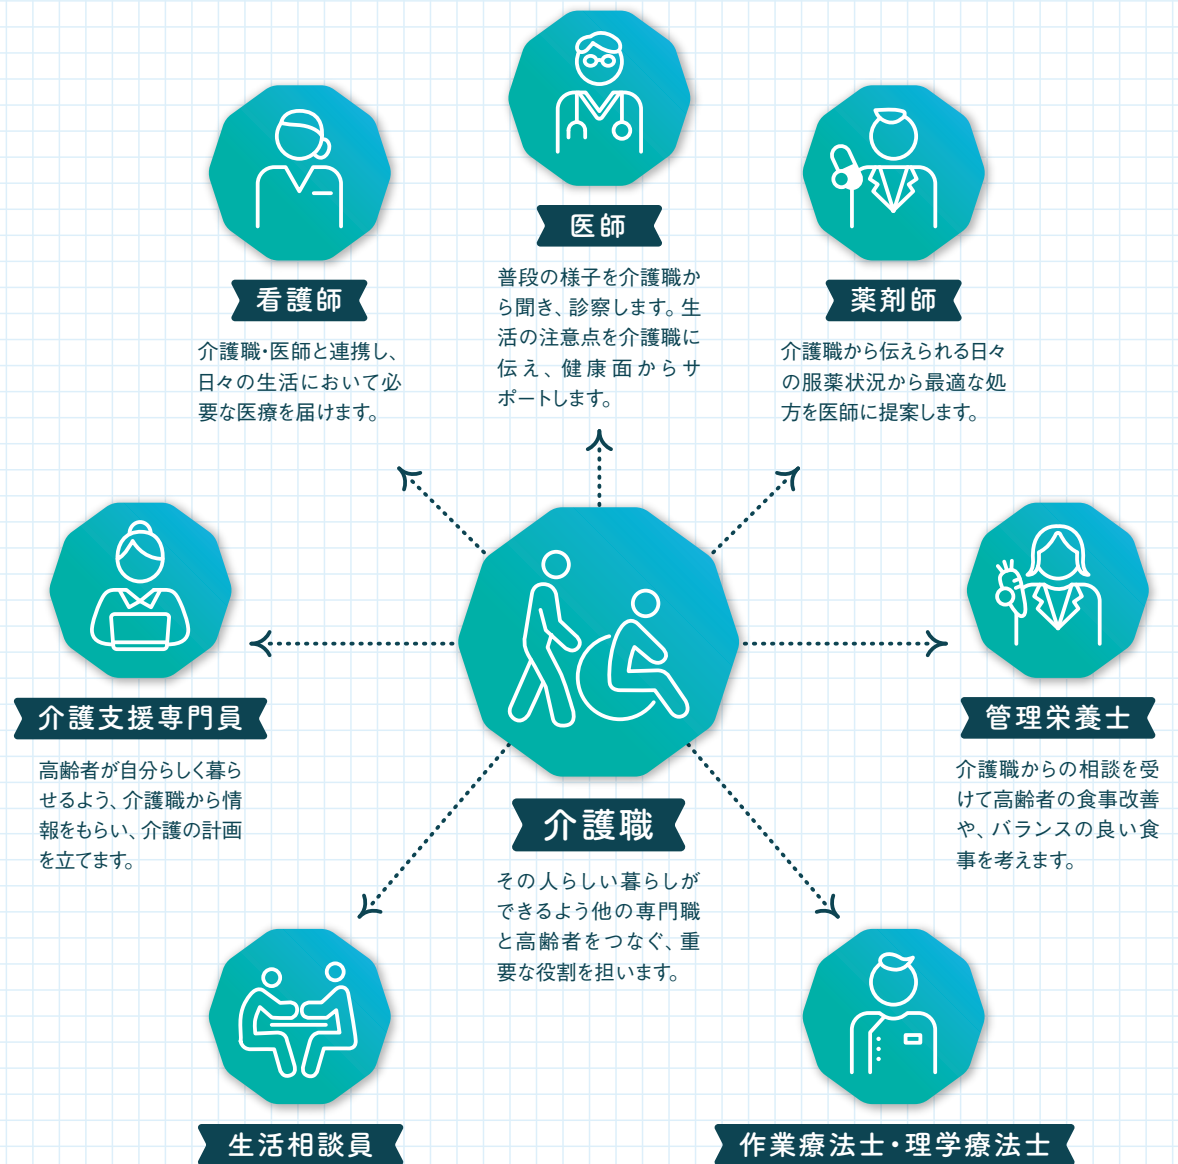 医師
普段の様子を介護職か
ら聞き、診察します。生
活の注意点を介護職に
伝え、健康面からサ
ポートします。
看護師
介護職・医師と連携し、
日々の生活において必
要な医療を届けます。
薬剤師
介護職から伝えられる日々
の服薬状況から最適な処
方を医師に提案します。
介護支援専門員
高齢者が自分らしく暮ら
せるよう、介護職から情
報をもらい、介護の計画
を立てます。
管理栄養士
介護職からの相談を受
けて高齢者の食事改善
や、バランスの良い食
事を考えます。
介護職
その人らしい暮らしが
できるよう他の専門職
と高齢者をつなぐ、重
要な役割を担います。
生活相談員
作業療法士・理学療法士